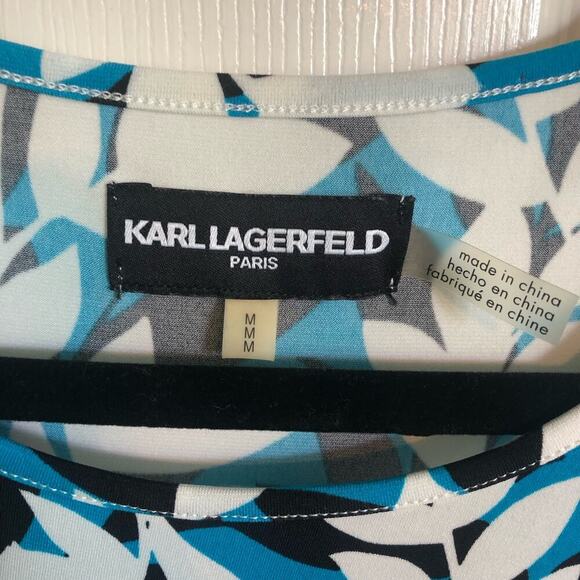 KARL LAGERFELD
PARIS
M
M
M
made in china
hecho en china
fabriqué en chine